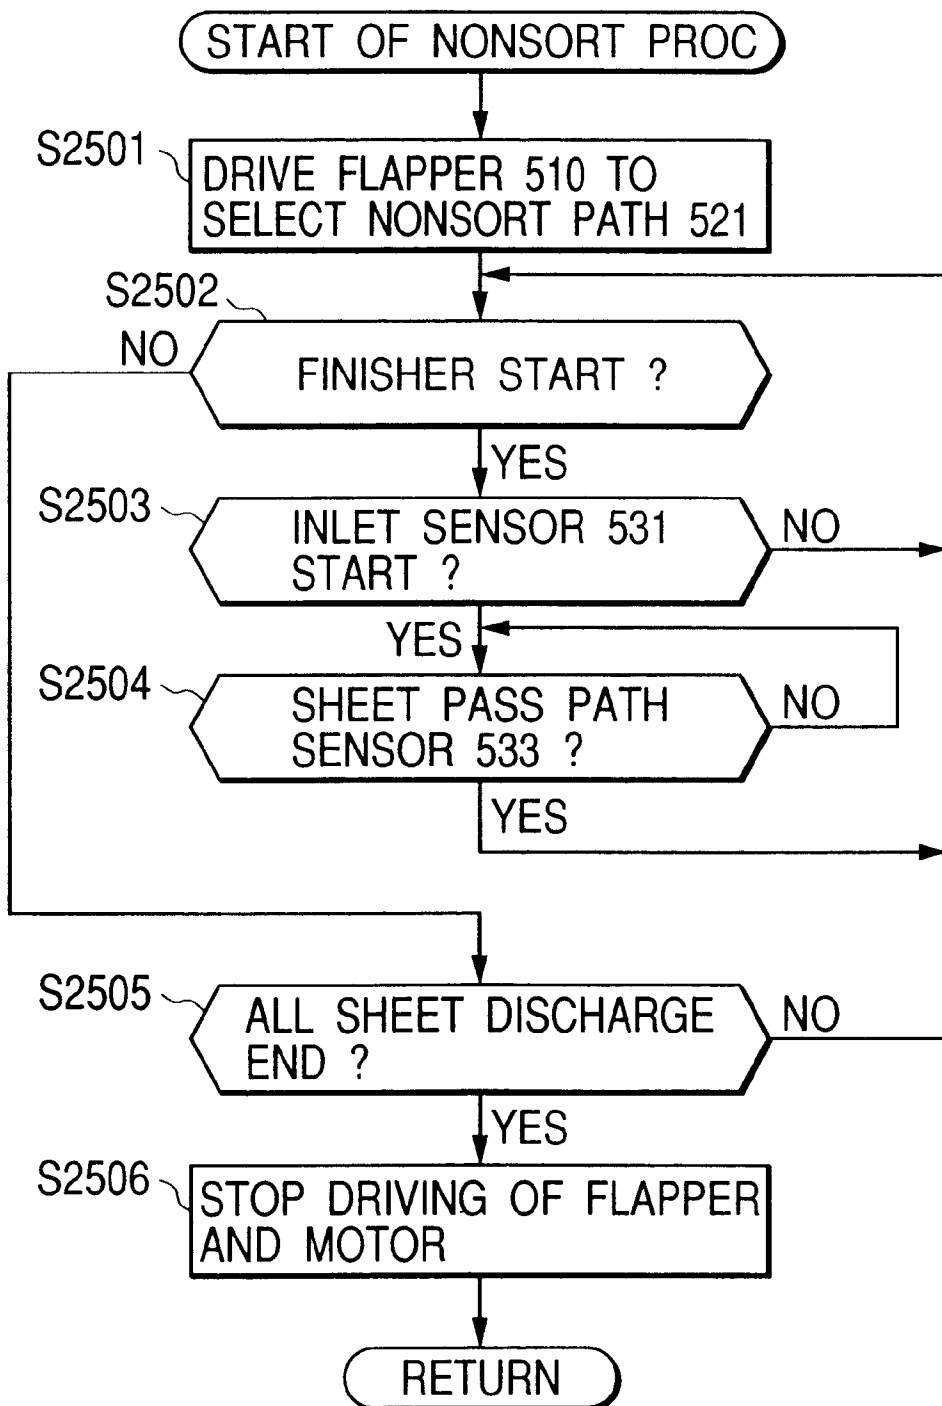 START OF NONSORT PROC
S2501
DRIVE FLAPPER 510 TO
SELECT NONSORT PATH 521
S2502
NO
FINISHER START ?
YES
S2503
INLET SENSOR 531
START ?
NO
YES
S2504
SHEET PASS PATH
SENSOR 533 ?
NO
YES
S2505
ALL SHEET DISCHARGE
END ?
NO
YES
S2506
STOP DRIVING OF FLAPPER
AND MOTOR
RETURN